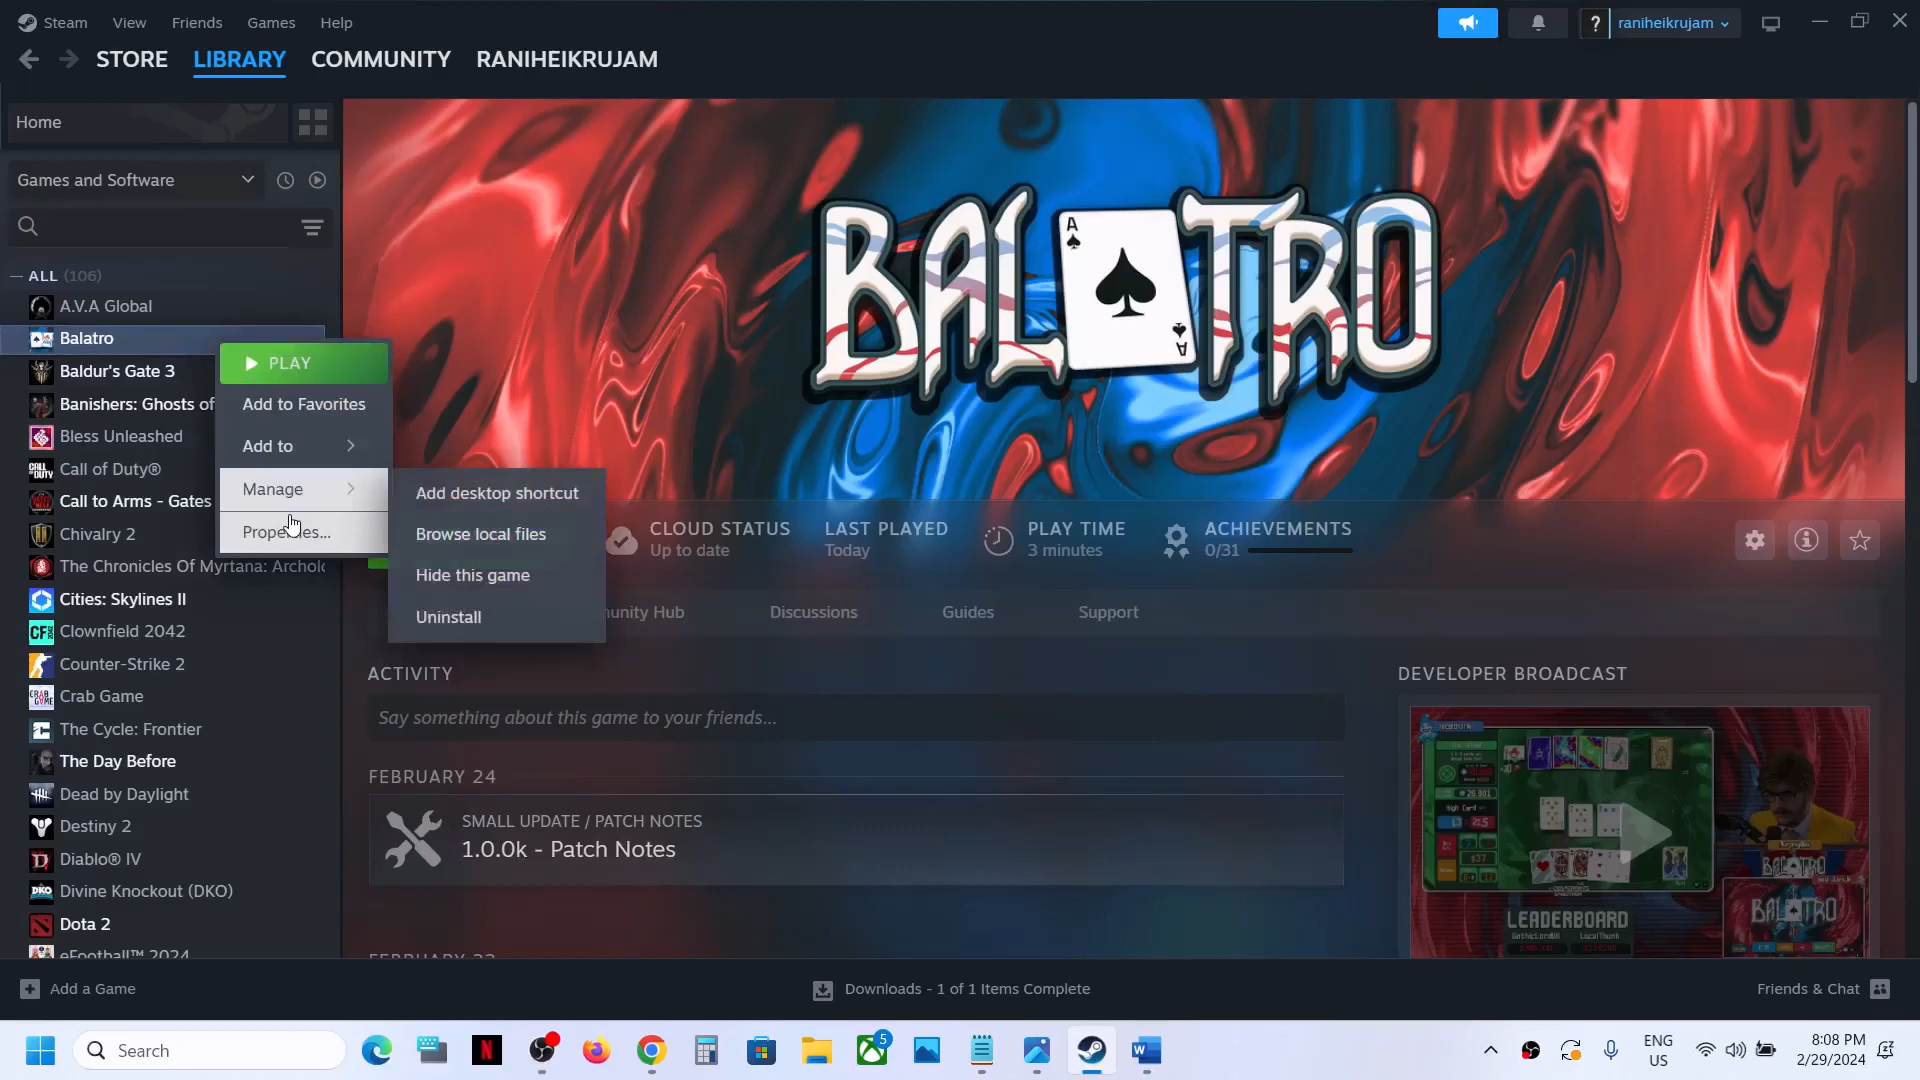 Steam View Friends Games Help
? raniheikrujam
STORE LIBRARY COMMUNITY RANIHEIKRUJAM
Home
Games and Software
ALL (106)
A.V.A Global
Balatro
Baldur's Gate 3
Banishers: Ghosts of
Bless Unleashed
Call of Duty®
Call to Arms - Gates
Chivalry 2
The Chronicles Of Myrtana: Archolo
Cities: Skylines II
Clownfield 2042
Counter-Strike 2
Crab Game
The Cycle: Frontier
The Day Before
Dead by Daylight
Destiny 2
Diablo® IV
Divine Knockout (DKO)
Dota 2
eFootball™ 2024
PLAY
Add to Favorites
Add to
Manage
Properties...
Add desktop shortcut
Browse local files
Hide this game
Uninstall
BALATRO
CLOUD STATUS
Up to date
LAST PLAYED
Today
PLAY TIME
3 minutes
ACHIEVEMENTS
0/31
unity Hub Discussions Guides Support
ACTIVITY
Say something about this game to your friends...
FEBRUARY 24
SMALL UPDATE / PATCH NOTES
1.0.0k - Patch Notes
DEVELOPER BROADCAST
LEADERBOARD
BALATRO
Add a Game
Downloads - 1 of 1 Items Complete
Friends & Chat
Search
5
ENG
US
8:08 PM
2/29/2024